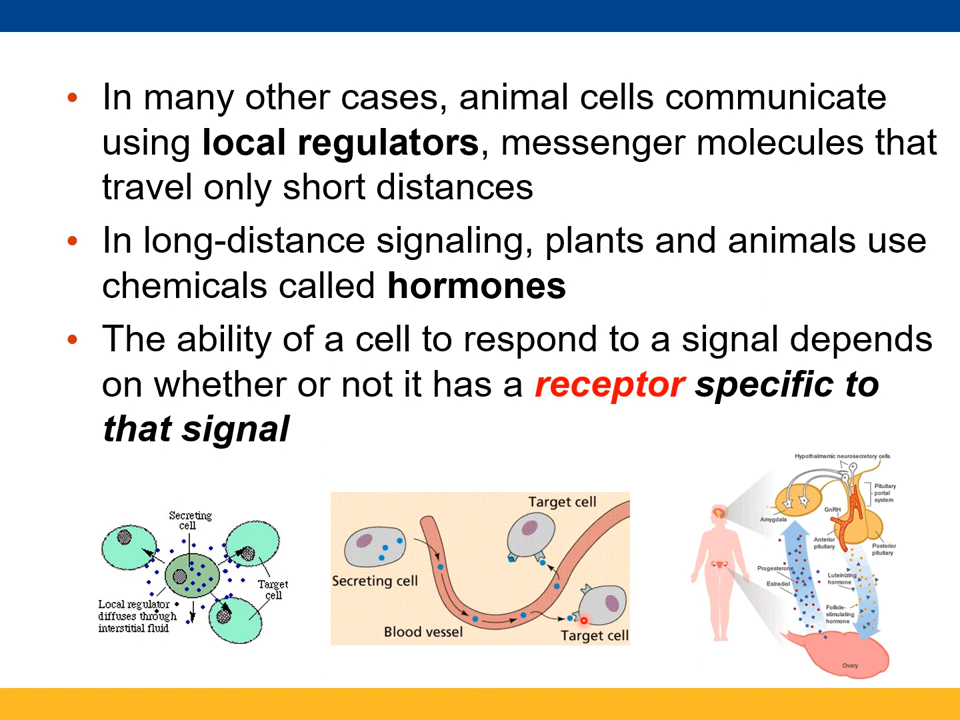 • In many other cases, animal cells communicate
using local regulators, messenger molecules that
travel only short distances
• In long-distance signaling, plants and animals use
chemicals called hormones
• The ability of a cell to respond to a signal depends
on whether or not it has a receptor specific to
that signal
Secreting
cell
Target
cell
Local regulator
diffuses through
interstitial fluid
Target cell
Secreting cell
Blood vessel
Target cell
Hypothalamic neurosecretory cells
Pituitary
portal
system
Amygdala
GnRH
Anterior
pituitary
Posterior
pituitary
Progesterone
Estradiol
Luteinizing
hormone
Follicle-
stimulating
hormone
Ovary